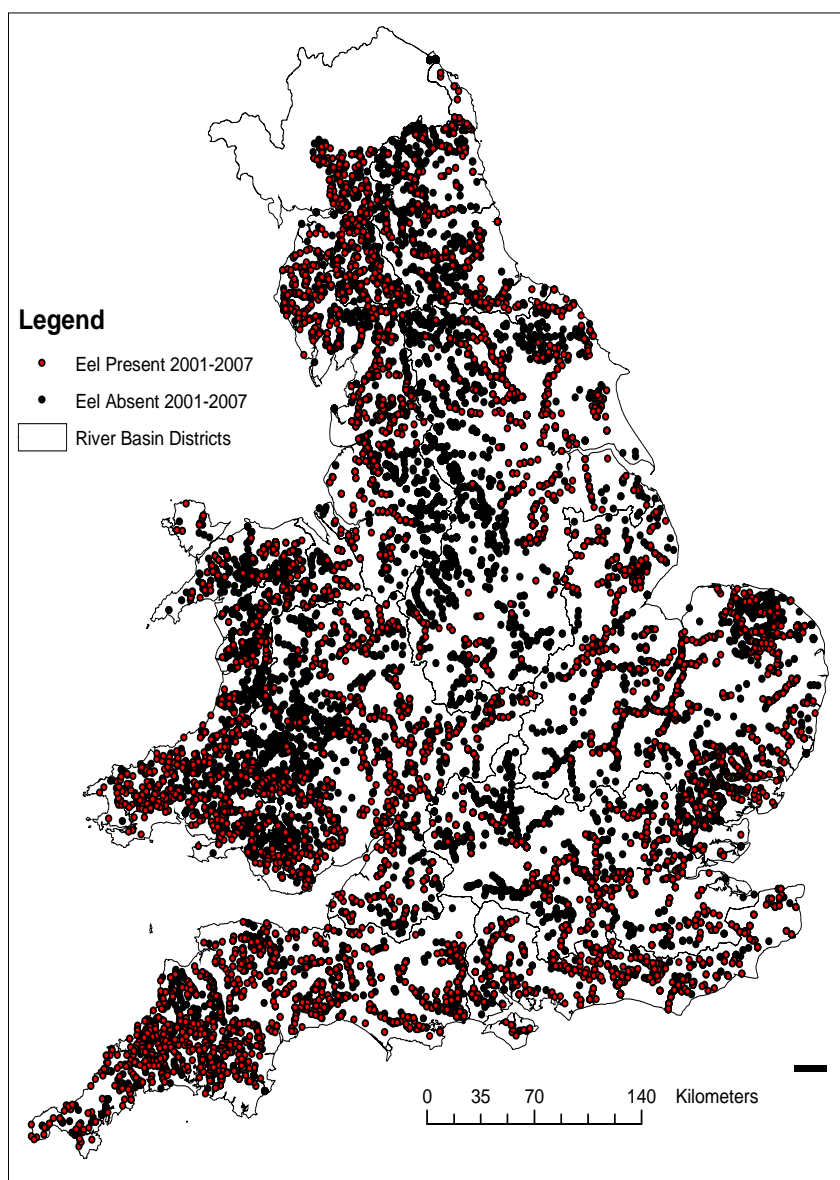 Legend
Eel Present 2001-2007
Eel Absent 2001-2007
River Basin Districts
0 35 70 140 Kilometers